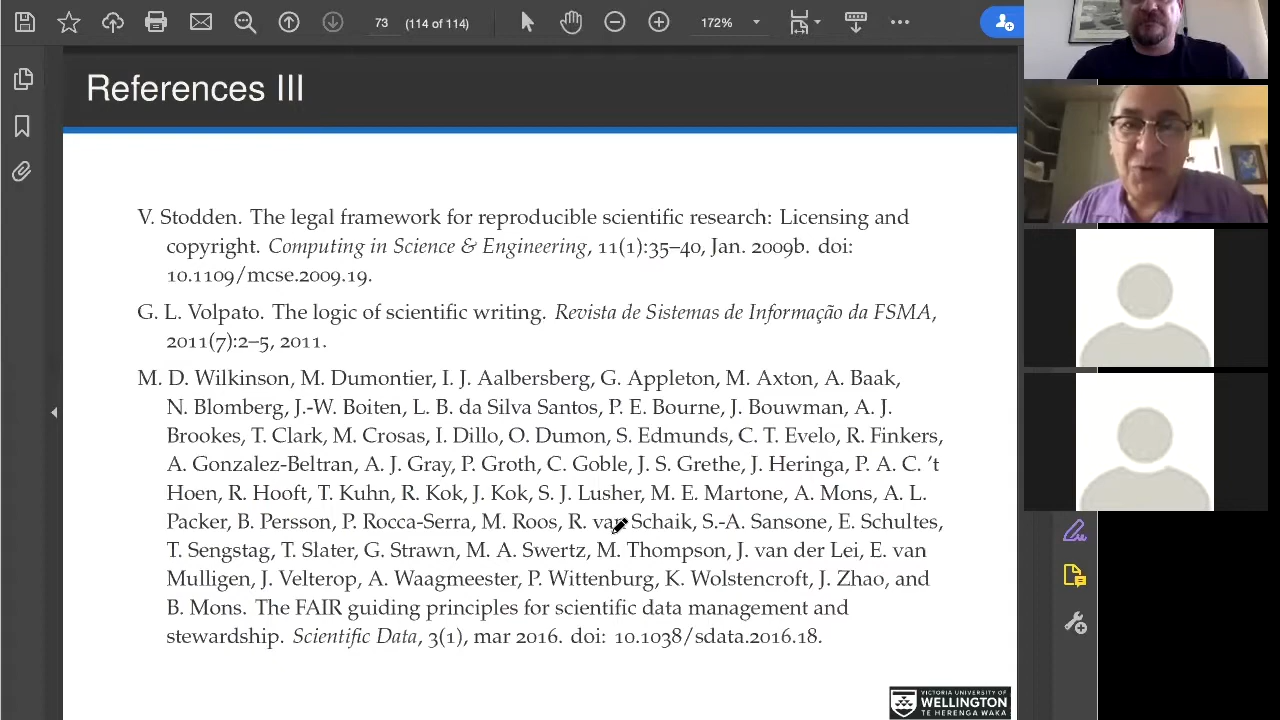 73 (114 of 114) 172%
References III
V. Stodden. The legal framework for reproducible scientific research: Licensing and
copyright. Computing in Science & Engineering, 11(1):35–40, Jan. 2009b. doi:
10.1109/mcse.2009.19.
G. L. Volpato. The logic of scientific writing. Revista de Sistemas de Informação da FSMA,
2011(7):2–5, 2011.
M. D. Wilkinson, M. Dumontier, I. J. Aalbersberg, G. Appleton, M. Axton, A. Baak,
N. Blomberg, J.-W. Boiten, L. B. da Silva Santos, P. E. Bourne, J. Bouwman, A. J.
Brookes, T. Clark, M. Crosas, I. Dillo, O. Dumon, S. Edmunds, C. T. Evelo, R. Finkers,
A. Gonzalez-Beltran, A. J. Gray, P. Groth, C. Goble, J. S. Grethe, J. Heringa, P. A. C. ’t
Hoen, R. Hooft, T. Kuhn, R. Kok, J. Kok, S. J. Lusher, M. E. Martone, A. Mons, A. L.
Packer, B. Persson, P. Rocca-Serra, M. Roos, R. van Schaik, S.-A. Sansone, E. Schultes,
T. Sengstag, T. Slater, G. Strawn, M. A. Swertz, M. Thompson, J. van der Lei, E. van
Mulligen, J. Velterop, A. Waagmeester, P. Wittenburg, K. Wolstencroft, J. Zhao, and
B. Mons. The FAIR guiding principles for scientific data management and
stewardship. Scientific Data, 3(1), mar 2016. doi: 10.1038/sdata.2016.18.
VICTORIA UNIVERSITY OF
WELLINGTON
TE HERENGA WAKA